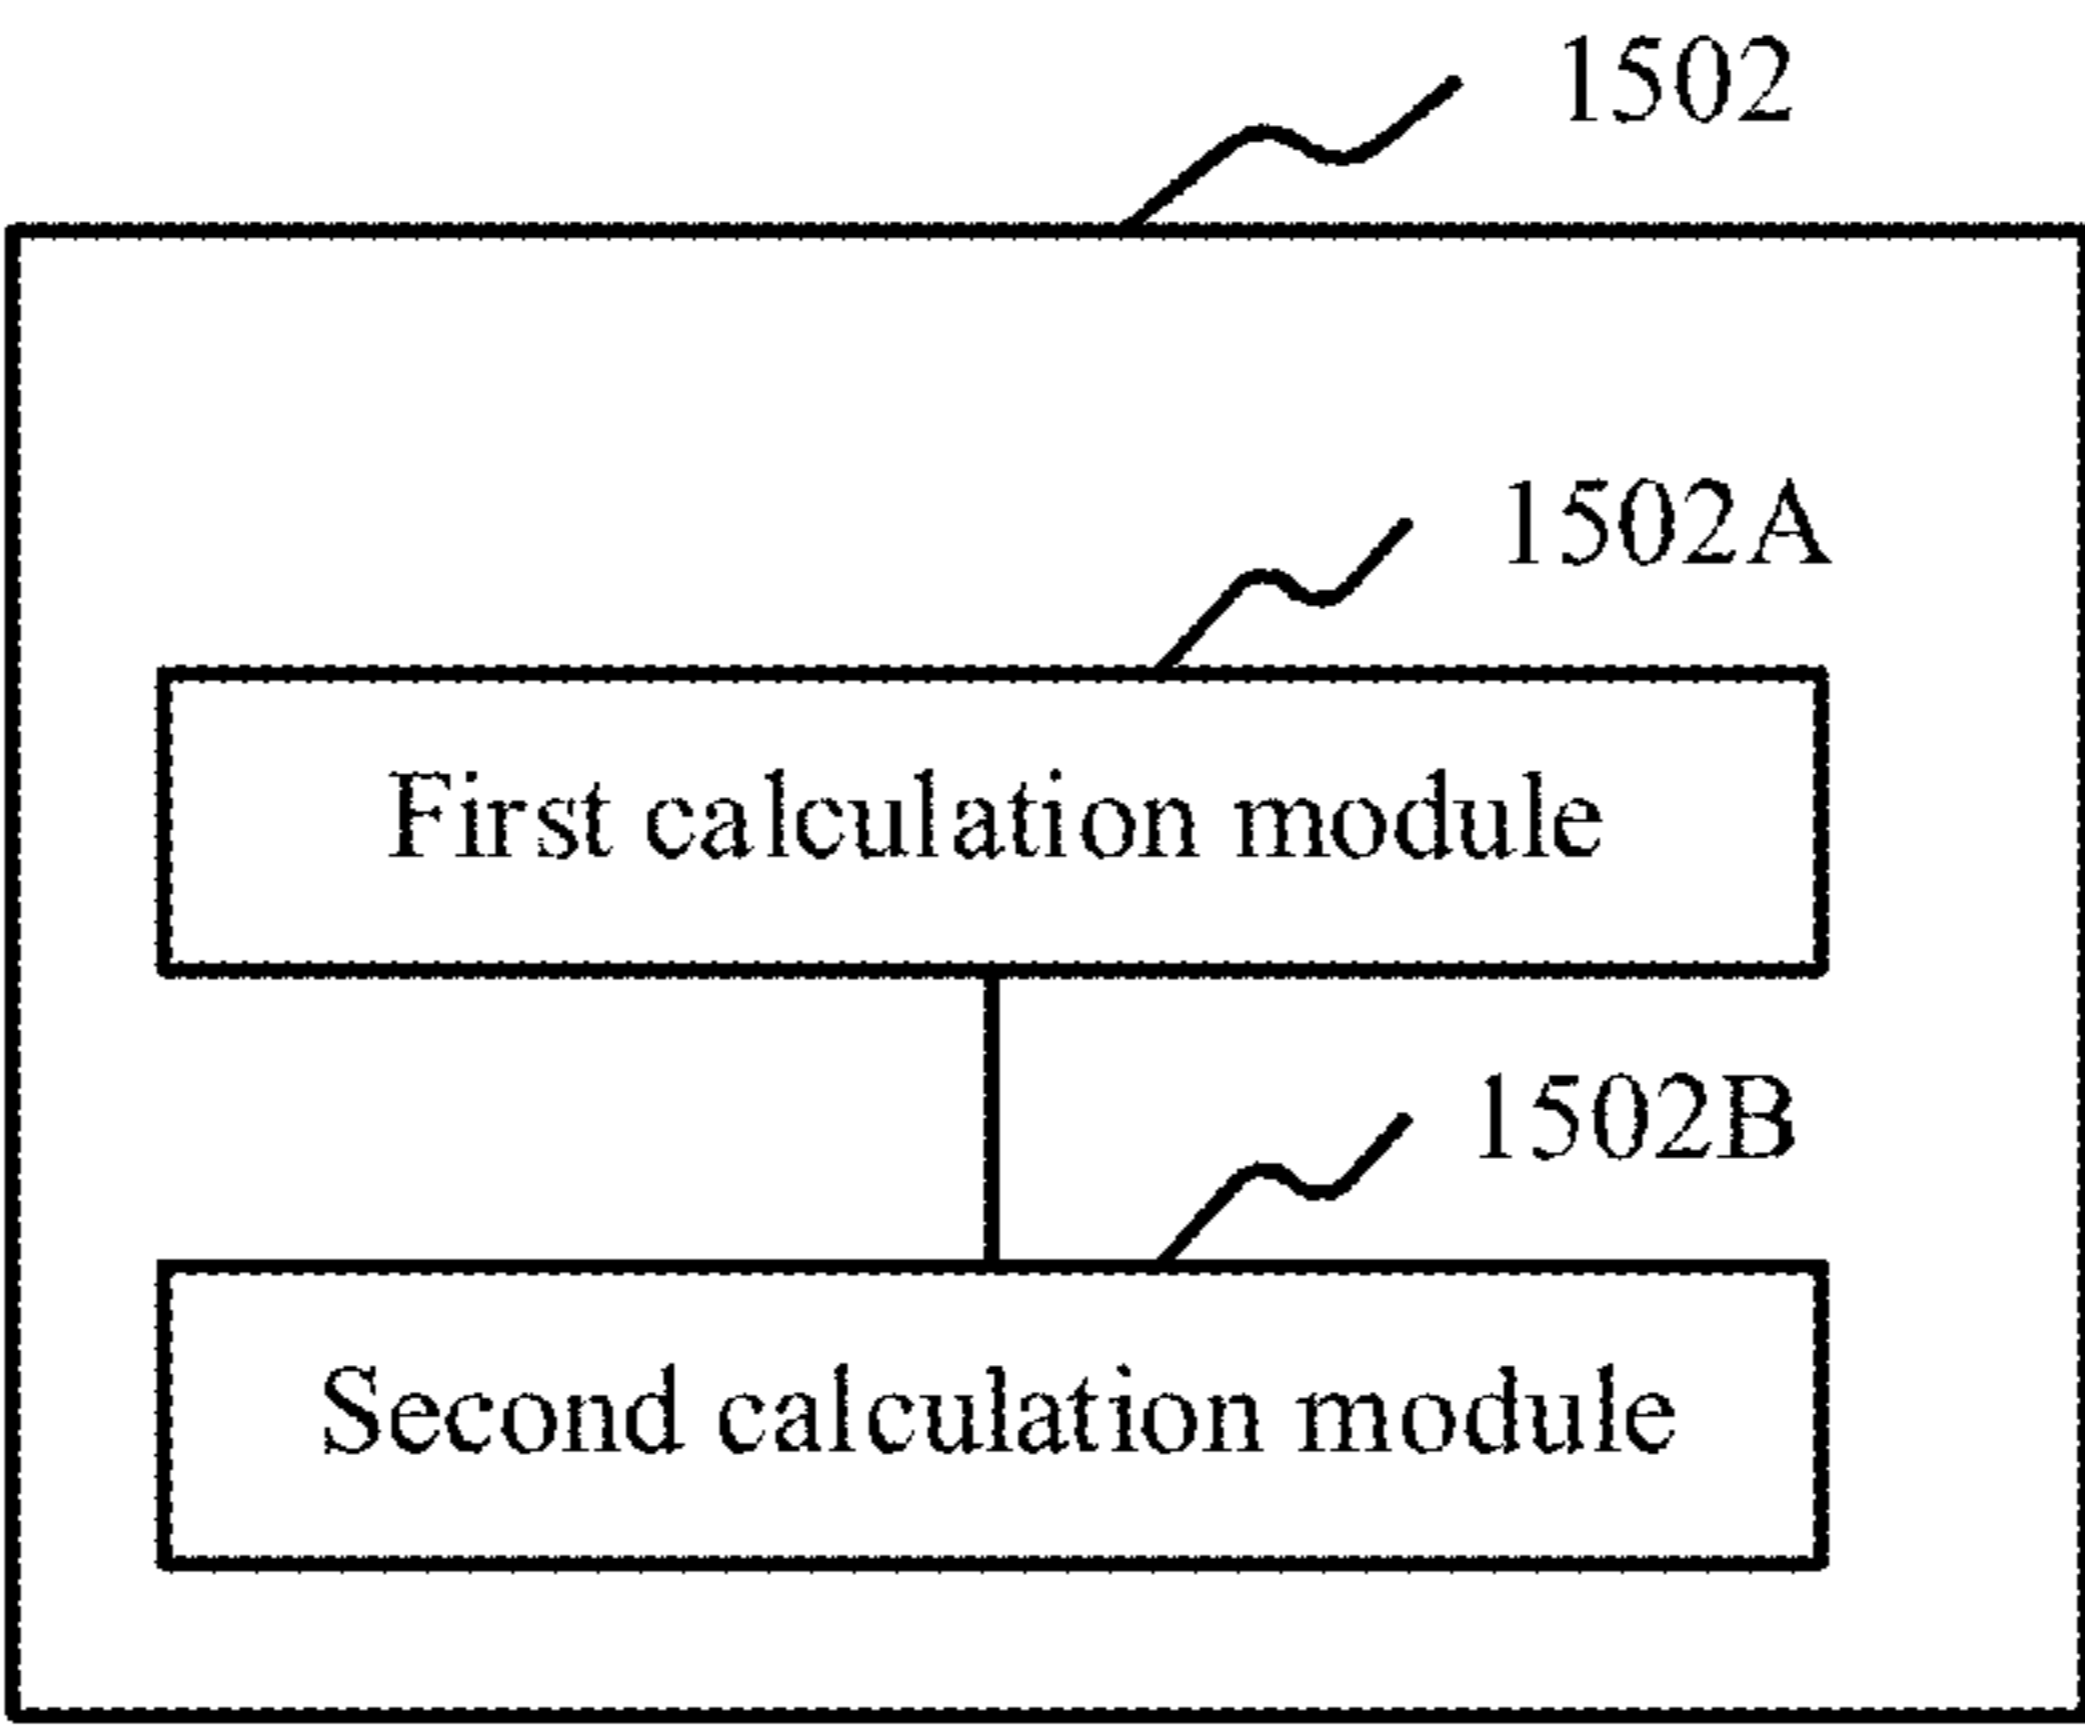 1502
1502A
First calculation module
1502B
Second calculation module